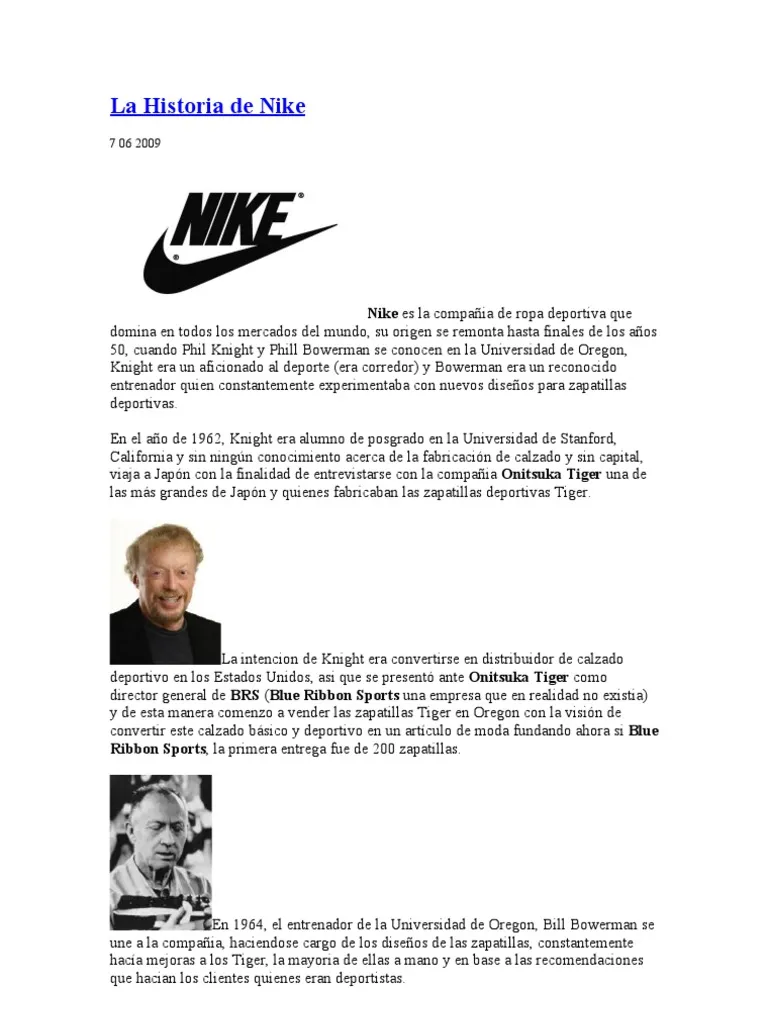 La Historia de Nike
7 06 2009
NIKE®
®
Nike es la compañia de ropa deportiva que
domina en todos los mercados del mundo, su origen se remonta hasta finales de los años
50, cuando Phil Knight y Phill Bowerman se conocen en la Universidad de Oregon,
Knight era un aficionado al deporte (era corredor) y Bowerman era un reconocido
entrenador quien constantemente experimentaba con nuevos diseños para zapatillas
deportivas.
En el año de 1962, Knight era alumno de posgrado en la Universidad de Stanford,
California y sin ningún conocimiento acerca de la fabricación de calzado y sin capital,
viaja a Japón con la finalidad de entrevistarse con la compañia Onitsuka Tiger una de
las más grandes de Japón y quienes fabricaban las zapatillas deportivas Tiger.
La intencion de Knight era convertirse en distribuidor de calzado
deportivo en los Estados Unidos, asi que se presentó ante Onitsuka Tiger como
director general de BRS (Blue Ribbon Sports una empresa que en realidad no existia)
y de esta manera comenzo a vender las zapatillas Tiger en Oregon con la visión de
convertir este calzado básico y deportivo en un artículo de moda fundando ahora si Blue
Ribbon Sports, la primera entrega fue de 200 zapatillas.
En 1964, el entrenador de la Universidad de Oregon, Bill Bowerman se
une a la compañia, haciendose cargo de los diseños de las zapatillas, constantemente
hacía mejoras a los Tiger, la mayoria de ellas a mano y en base a las recomendaciones
que hacian los clientes quienes eran deportistas.